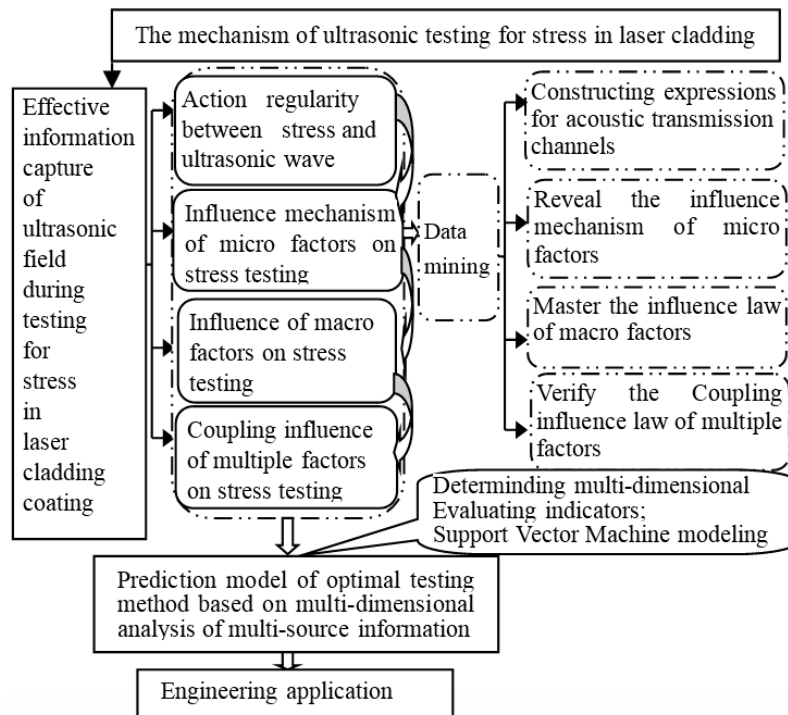 The mechanism of ultrasonic testing for stress in laser cladding
Effective
information
capture
of
ultrasonic
field
during
testing
for
stress
in
laser
cladding
coating
Action regularity
between stress and
ultrasonic wave
Influence mechanism
of micro factors on
stress testing
Influence of macro
factors on stress
testing
Coupling influence
of multiple factors
on stress testing
Data
mining
Constructing expressions
for acoustic transmission
channels
Reveal the influence
mechanism of micro
factors
Master the influence law
of macro factors
Verify the Coupling
influence law of multiple
factors
Determinding multi-dimensional
Evaluating indicators;
Support Vector Machine modeling
Prediction model of optimal testing
method based on multi-dimensional
analysis of multi-source information
Engineering application